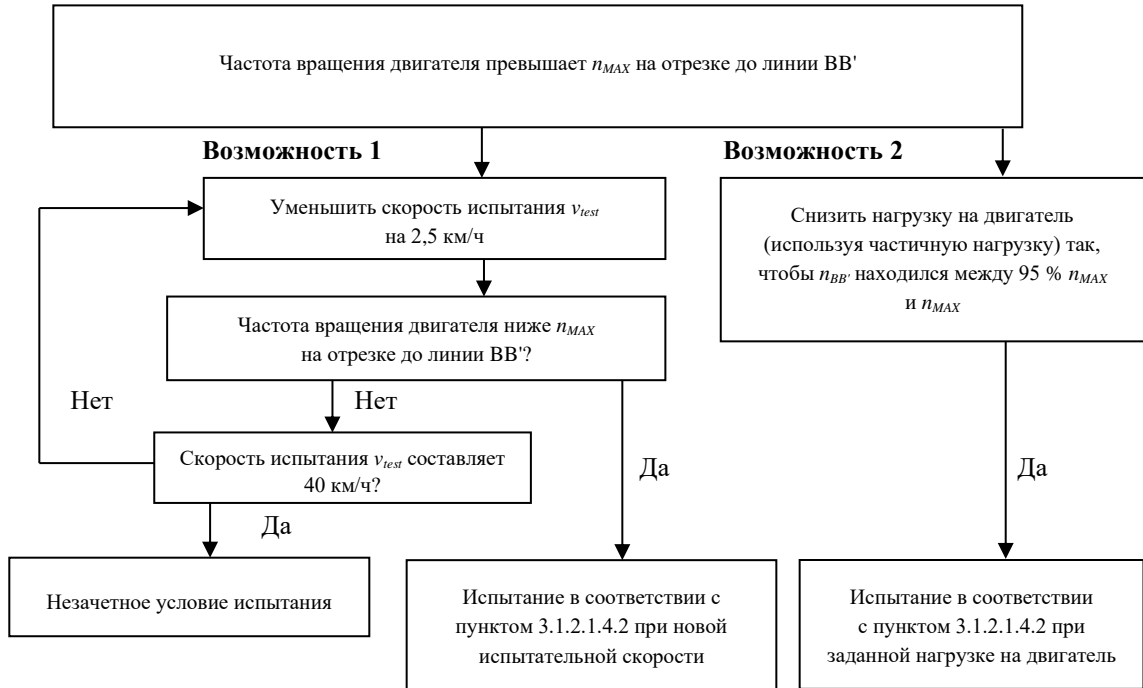 Частота вращения двигателя превышает nMAX на отрезке до линии BB'
Возможность 1
Возможность 2
Уменьшить скорость испытания vtest
на 2,5 км/ч
Снизить нагрузку на двигатель
(используя частичную нагрузку) так,
чтобы nBB' находился между 95 % nMAX
и nMAX
Частота вращения двигателя ниже nMAX
на отрезке до линии BB'?
Нет
Нет
Скорость испытания vtest составляет
40 км/ч?
Да
Да
Да
Незачетное условие испытания
Испытание в соответствии с
пунктом 3.1.2.1.4.2 при новой
испытательной скорости
Испытание в соответствии
с пунктом 3.1.2.1.4.2 при
заданной нагрузке на двигатель